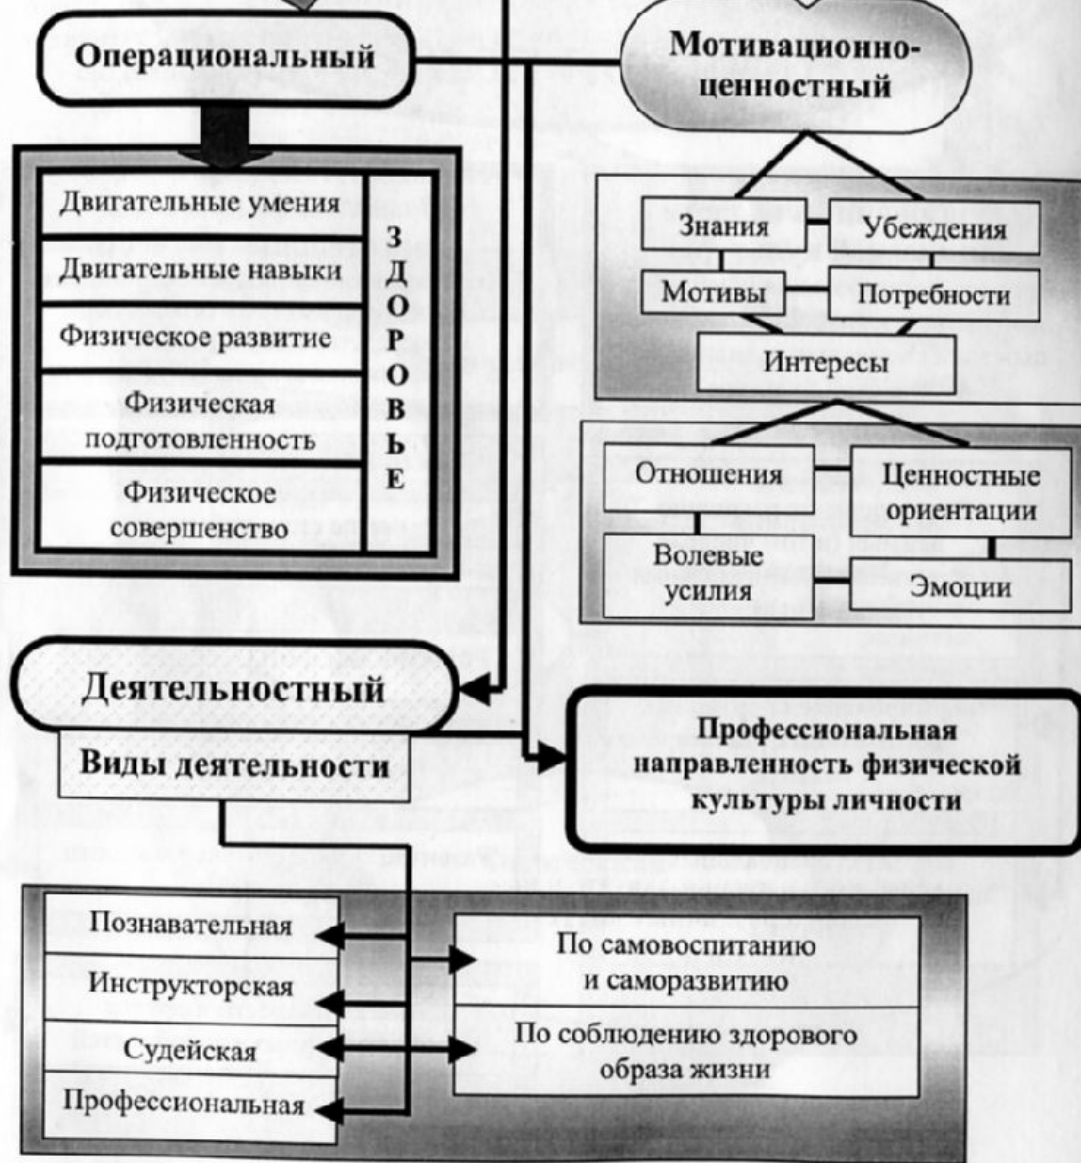 Операциональный
Мотивационно-
ценностный
Двигательные умения
Двигательные навыки
Физическое развитие
Физическая
подготовленность
Физическое
совершенство
ЗДОРОВЬЕ
Знания
Убеждения
Мотивы
Потребности
Интересы
Отношения
Ценностные
ориентации
Волевые
усилия
Эмоции
Деятельностный
Виды деятельности
Профессиональная
направленность физической
культуры личности
Познавательная
Инструкторская
Судейская
Профессиональная
По самовоспитанию
и саморазвитию
По соблюдению здорового
образа жизни